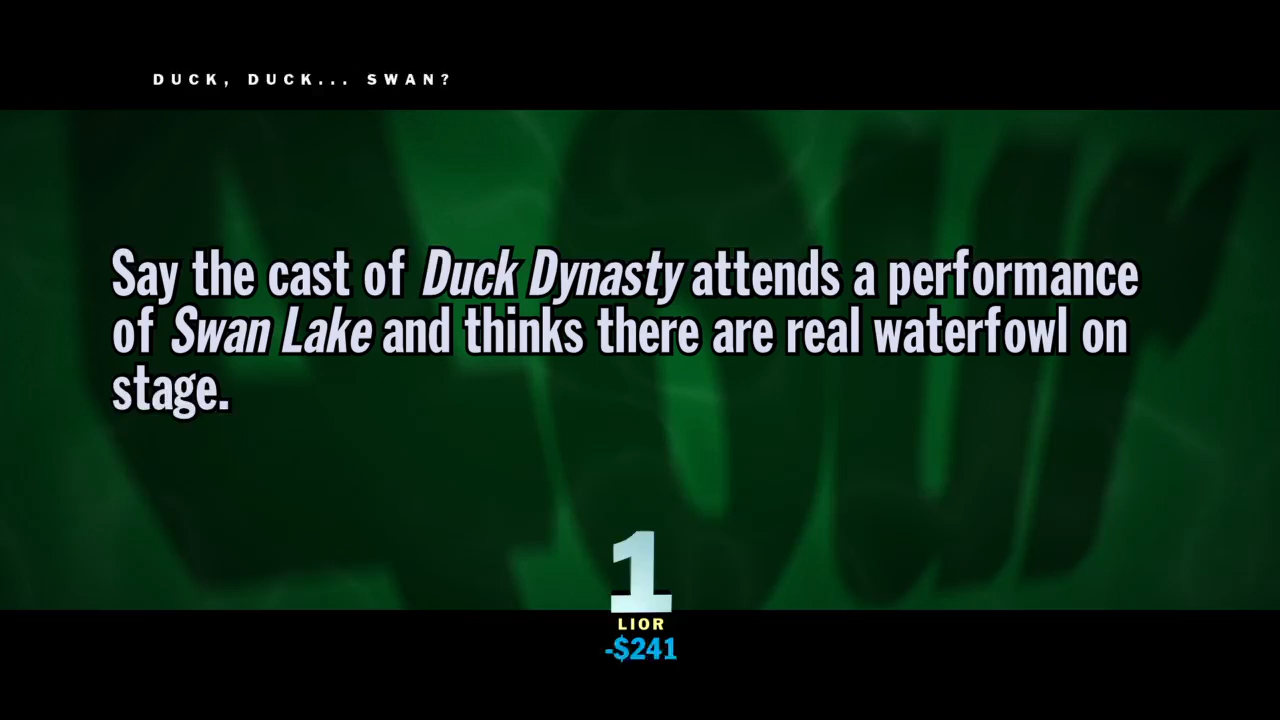 DUCK, DUCK... SWAN?
Say the cast of Duck Dynasty attends a performance
of Swan Lake and thinks there are real waterfowl on
stage.
1
LIOR
-$241